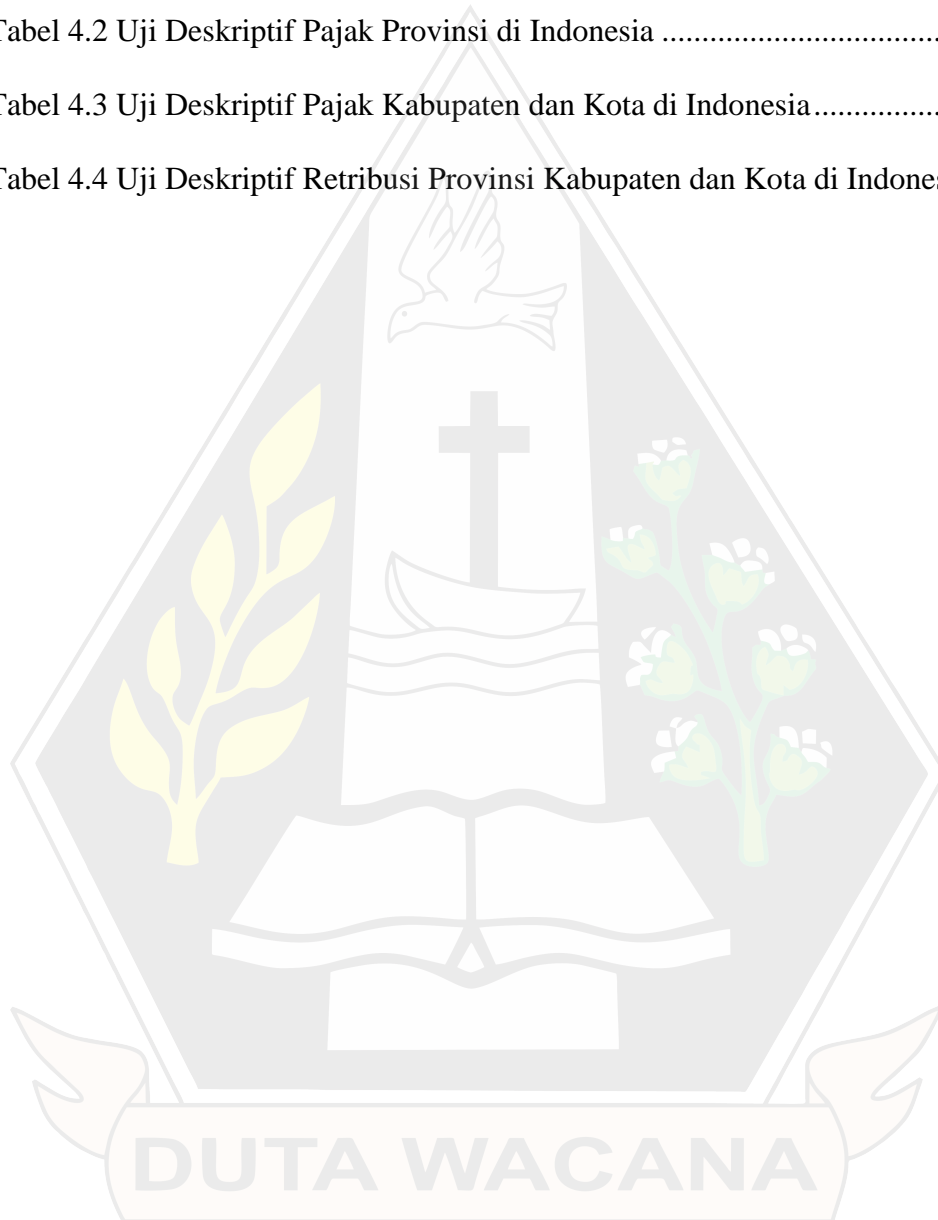 Tabel 4.2 Uji Deskriptif Pajak Provinsi di Indonesia ..................................
Tabel 4.3 Uji Deskriptif Pajak Kabupaten dan Kota di Indonesia ...............
Tabel 4.4 Uji Deskriptif Retribusi Provinsi Kabupaten dan Kota di
DUTA WACANA